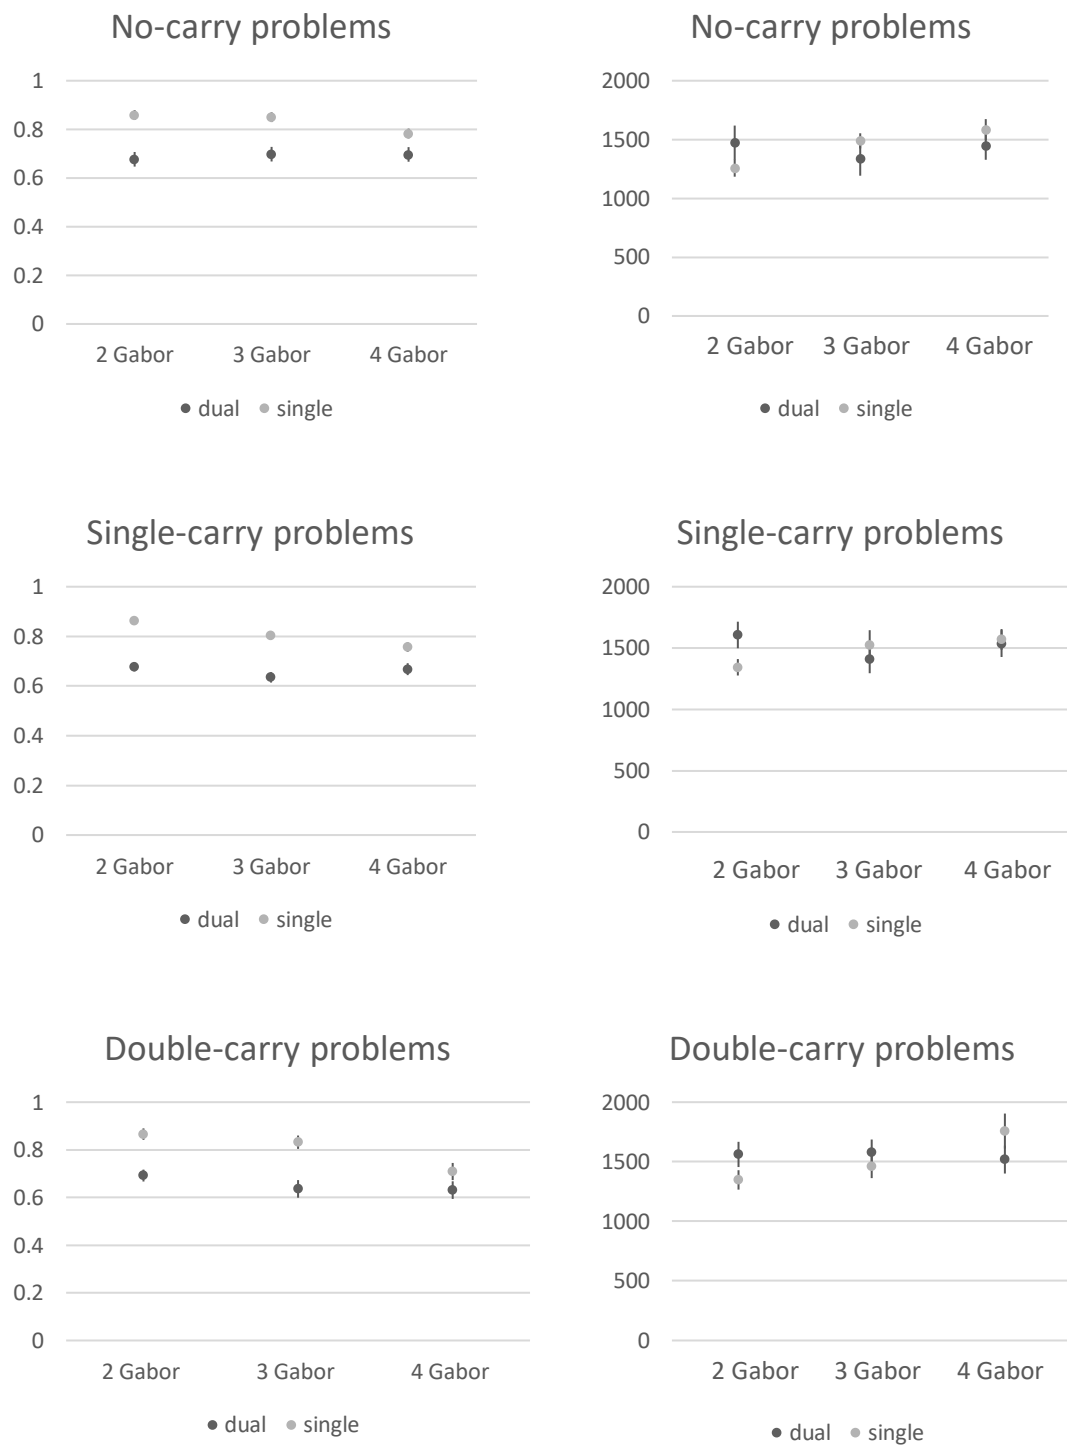 No-carry problems
1
0.8
0.6
0.4
0.2
0
2 Gabor 3 Gabor 4 Gabor
dual single
No-carry problems
2000
1500
1000
500
0
2 Gabor 3 Gabor 4 Gabor
dual single
Single-carry problems
1
0.8
0.6
0.4
0.2
0
2 Gabor 3 Gabor 4 Gabor
dual single
Single-carry problems
2000
1500
1000
500
0
2 Gabor 3 Gabor 4 Gabor
dual single
Double-carry problems
1
0.8
0.6
0.4
0.2
0
2 Gabor 3 Gabor 4 Gabor
dual single
Double-carry problems
2000
1500
1000
500
0
2 Gabor 3 Gabor 4 Gabor
dual single